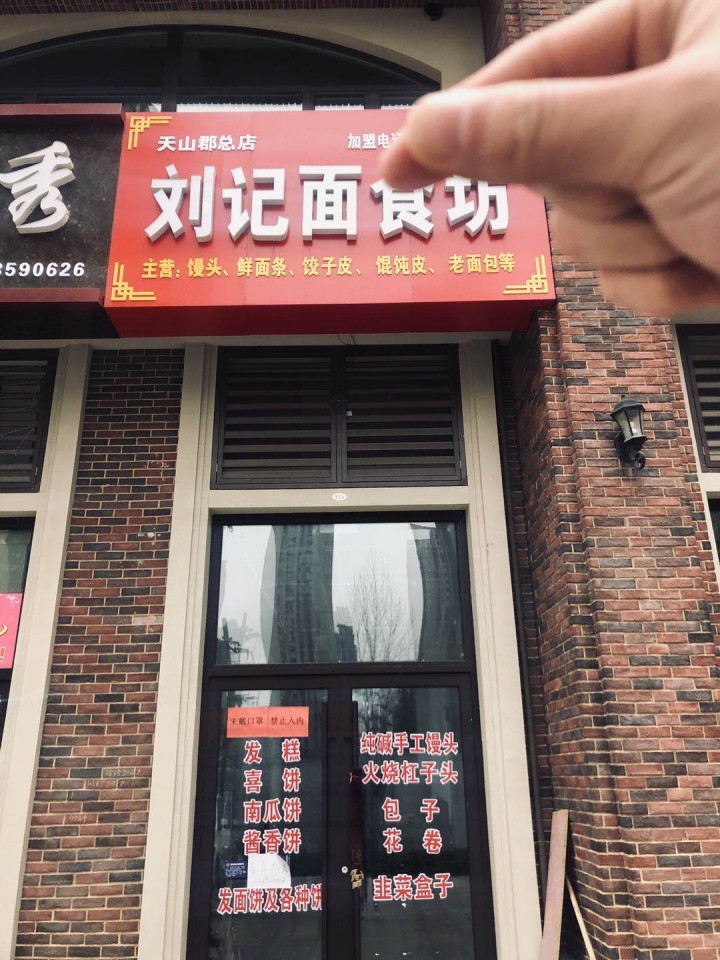 秀
590626
天山郡总店
加盟电话
刘记面食坊
主营：馒头、鲜面条、饺子皮、馄饨皮、老面包等
未戴口罩 禁止入内
发糕
喜饼
南瓜饼
酱香饼
发面饼及各种饼
纯碱手工馒头
火烧杠子头
包子
花卷
韭菜盒子